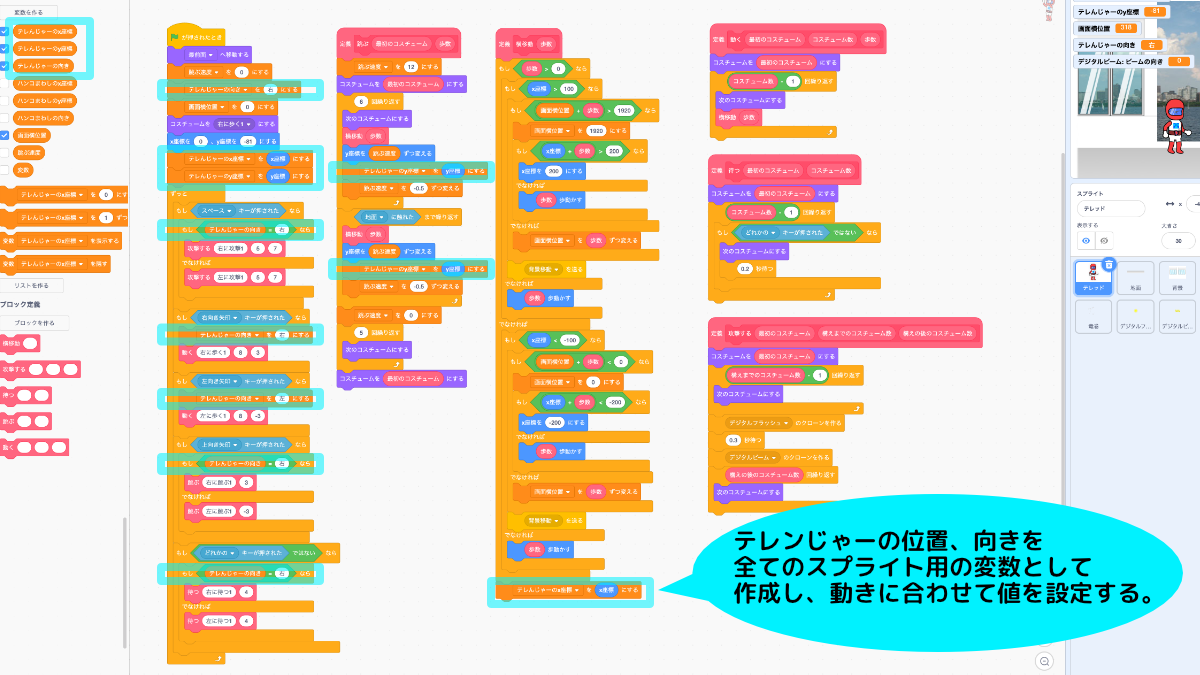 変数を作る
テレんじゃーのx座標
テレんじゃーのy座標
テレんじゃーの向き
ハンコさわしのx座標
ハンコさわしのy座標
ハンコさわしの向き
画面横位置
跳ぶ速度
変数
テレんじゃーのx座標 を 0 にす
テレんじゃーのx座標 を 1 ずつ
変数 テレんじゃーのx座標 を表示する
変数 テレんじゃーのx座標 を隠す
リストを作る
ブロック定義
ブロックを作る
横移動
攻撃する
待つ
跳ぶ
動く
が押されたとき
最前面 へ移動する
跳ぶ速度 を 0 にする
テレんじゃーの向き を 右 にする
画面横位置 を 0 にする
コスチュームを 右に歩く1 にする
x座標を 0 、y座標を -81 にする
テレんじゃーのx座標 を x座標 にする
テレんじゃーのy座標 を y座標 にする
ずっと
もし スペース キーが押された なら
もし テレんじゃーの向き = 右 なら
攻撃する 右に攻撃1 5 7
でなければ
攻撃する 左に攻撃1 5 7
もし 右向き矢印 キーが押された なら
テレんじゃーの向き を 右 にする
動く 右に歩く1 8 3
もし 左向き矢印 キーが押された なら
テレんじゃーの向き を 左 にする
動く 左に歩く1 8 -3
もし 上向き矢印 キーが押された なら
もし テレんじゃーの向き = 右 なら
跳ぶ 右に跳ぶ1 3
でなければ
跳ぶ 左に跳ぶ1 -3
もし どれかの キーが押された ではない なら
もし テレんじゃーの向き = 右 なら
待つ 右に待つ1 4
でなければ
待つ 左に待つ1 4
定義 跳ぶ 最初のコスチューム 歩数
跳ぶ速度 を 12 にする
コスチュームを 最初のコスチューム にする
8 回繰り返す
次のコスチュームにする
横移動 歩数
y座標を 跳ぶ速度 ずつ変える
テレんじゃーのy座標 を y座標 にする
跳ぶ速度 を -0.5 ずつ変える
地面 に触れた まで繰り返す
横移動 歩数
y座標を 跳ぶ速度 ずつ変える
テレんじゃーのy座標 を y座標 にする
跳ぶ速度 を -0.5 ずつ変える
跳ぶ速度 を 0 にする
5 回繰り返す
次のコスチュームにする
コスチュームを 最初のコスチューム にする
定義 横移動 歩数
もし 歩数 > 0 なら
もし x座標 > 100 なら
もし 画面横位置 + 歩数 > 1920 なら
画面横位置 を 1920 にする
もし x座標 + 歩数 > 200 なら
x座標を 200 にする
でなければ
歩数 歩動かす
でなければ
画面横位置 を 歩数 ずつ変える
背景移動 を送る
でなければ
歩数 歩動かす
でなければ
もし x座標 < -100 なら
もし 画面横位置 + 歩数 < 0 なら
画面横位置 を 0 にする
もし x座標 + 歩数 < -200 なら
x座標を -200 にする
でなければ
歩数 歩動かす
でなければ
画面横位置 を 歩数 ずつ変える
背景移動 を送る
でなければ
歩数 歩動かす
テレんじゃーのx座標 を x座標 にする
定義 動く 最初のコスチューム コスチューム数 歩数
コスチュームを 最初のコスチューム にする
コスチューム数 - 1 回繰り返す
次のコスチュームにする
横移動 歩数
定義 待つ 最初のコスチューム コスチューム数
コスチュームを 最初のコスチューム にする
コスチューム数 - 1 回繰り返す
もし どれかの キーが押された ではない なら
次のコスチュームにする
0.2 秒待つ
定義 攻撃する 最初のコスチューム 構えまでのコスチューム数 構えの後コスチューム数
コスチュームを 最初のコスチューム にする
構えまでのコスチューム数 - 1 回繰り返す
次のコスチュームにする
デジタルフラッシュ のクローンを作る
0.3 秒待つ
デジタルビーム のクローンを作る
構えに後コスチューム数 回繰り返す
次のコスチュームにする
テレンじゃーの位置、向きを
全てのスプライト用の変数として
作成し、動きに合わせて値を設定する。
テレんじゃーのy座標 -81
画面横位置 318
テレんじゃーの向き 右
デジタルビーム: ビームの向き 0
スプライト
テレッド
x
表示する
大きさ
30
テレッド
地面
背景
電磁
デジタルフ...
デジタルビ...